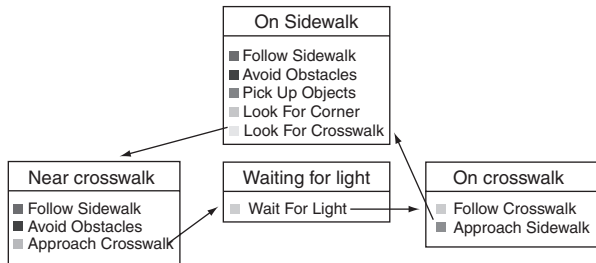 On Sidewalk
Follow Sidewalk
Avoid Obstacles
Pick Up Objects
Look For Corner
Look For Crosswalk
Near crosswalk
Follow Sidewalk
Avoid Obstacles
Approach Crosswalk
Waiting for light
Wait For Light
On crosswalk
Follow Crosswalk
Approach Sidewalk